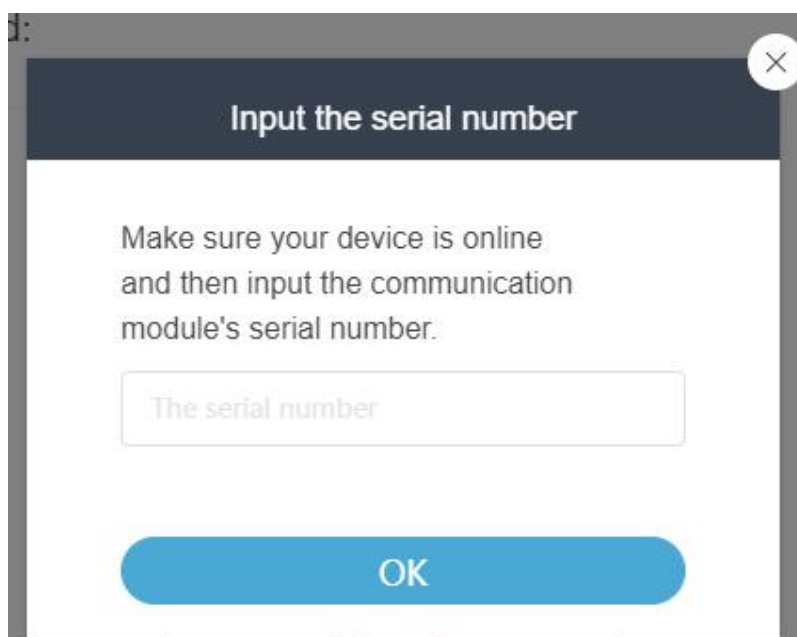 d:
Input the serial number
Make sure your device is online
and then input the communication
module's serial number.
The serial number
OK